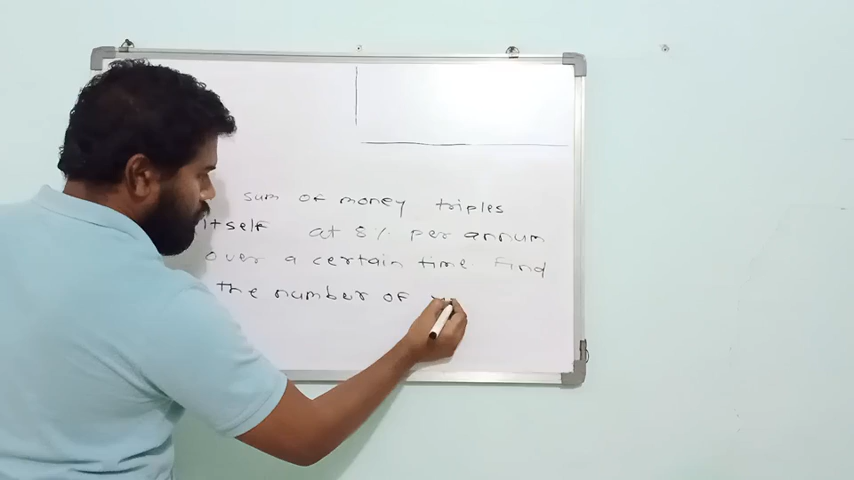 sum of money triples
itself at 8% per annum
over a certain time. Find
the number of